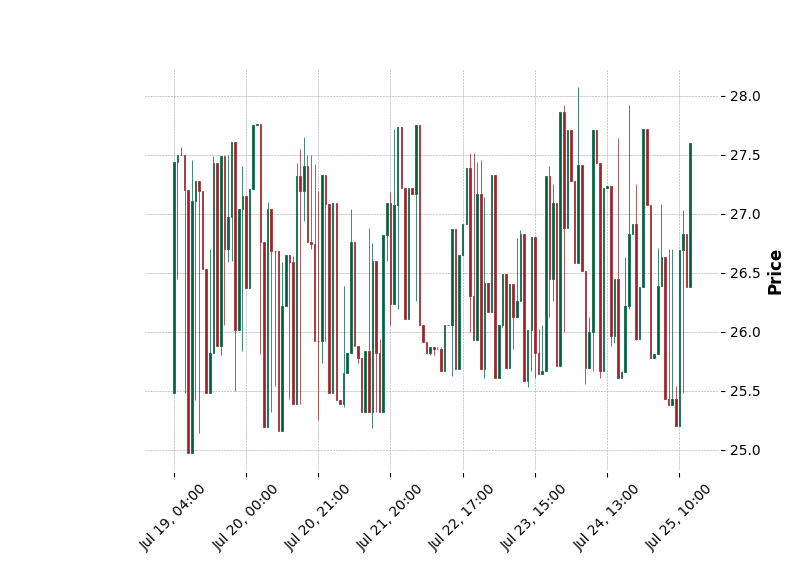 28.0
27.5
27.0
26.5
26.0
25.5
25.0
Price
Jul 19, 04:00
Jul 20, 00:00
Jul 20, 21:00
Jul 21, 20:00
Jul 22, 17:00
Jul 23, 15:00
Jul 24, 13:00
Jul 25, 10:00